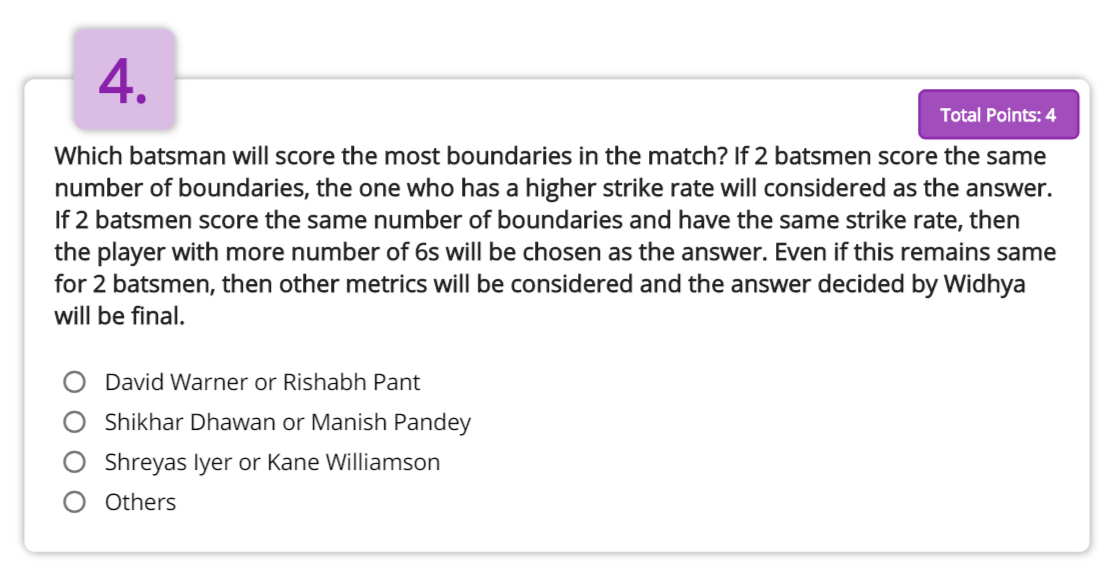 4.
Total Points: 4
Which batsman will score the most boundaries in the match? If 2 batsmen score the same
number of boundaries, the one who has a higher strike rate will considered as the answer.
If 2 batsmen score the same number of boundaries and have the same strike rate, then
the player with more number of 6s will be chosen as the answer. Even if this remains same
for 2 batsmen, then other metrics will be considered and the answer decided by Widhya
will be final.
David Warner or Rishabh Pant
Shikhar Dhawan or Manish Pandey
Shreyas Iyer or Kane Williamson
Others